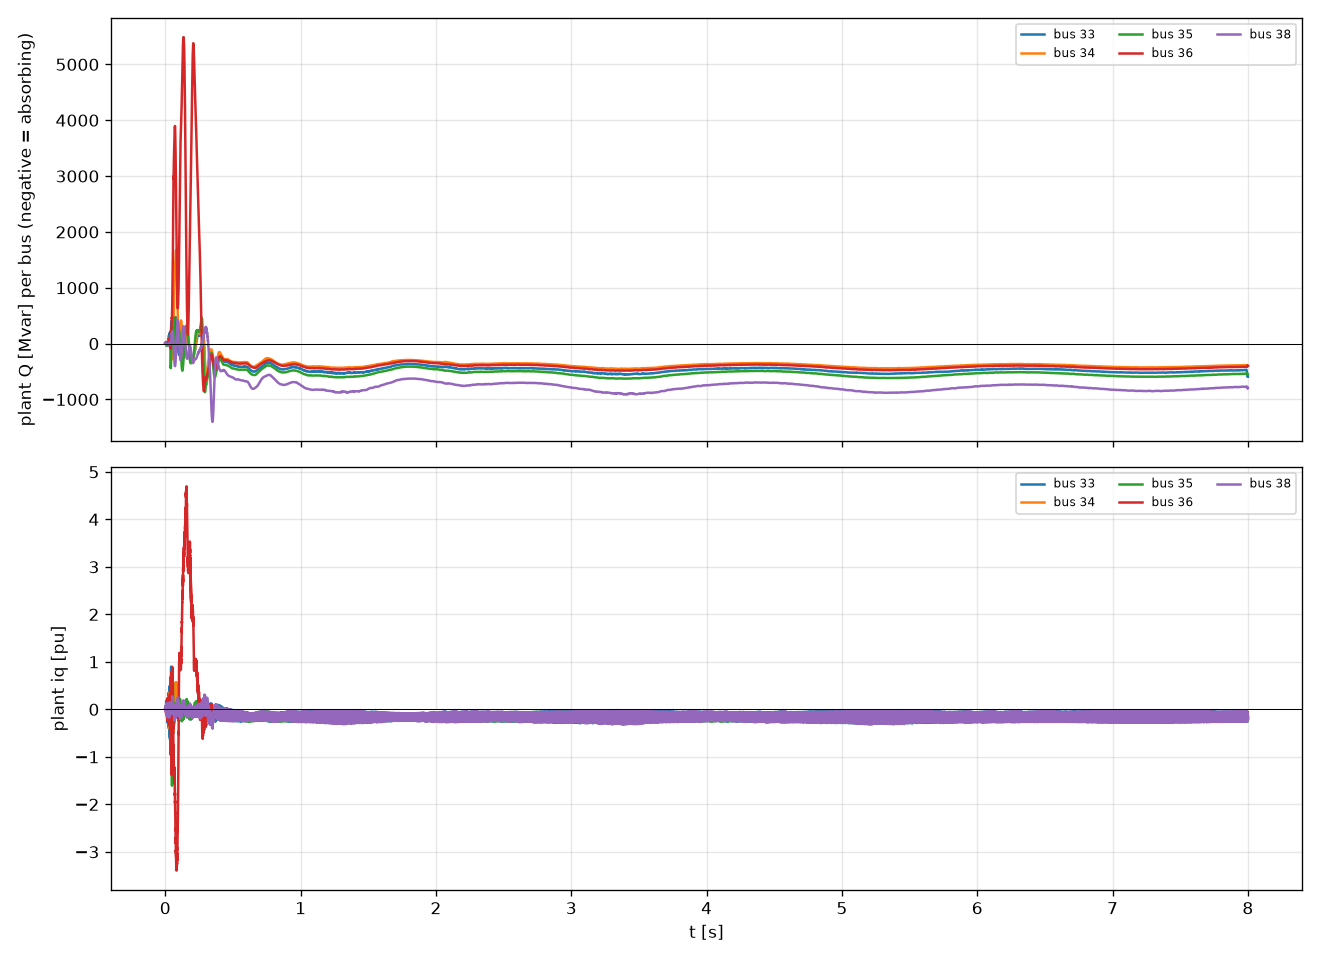 plant Q [Mvar] per bus (negative = absorbing)
5000
4000
3000
2000
1000
0
−1000
bus 33 bus 35 bus 38
bus 34 bus 36
plant iq [pu]
5
4
3
2
1
0
−1
−2
−3
bus 33 bus 35 bus 38
bus 34 bus 36
0 1 2 3 4 5 6 7 8
t [s]